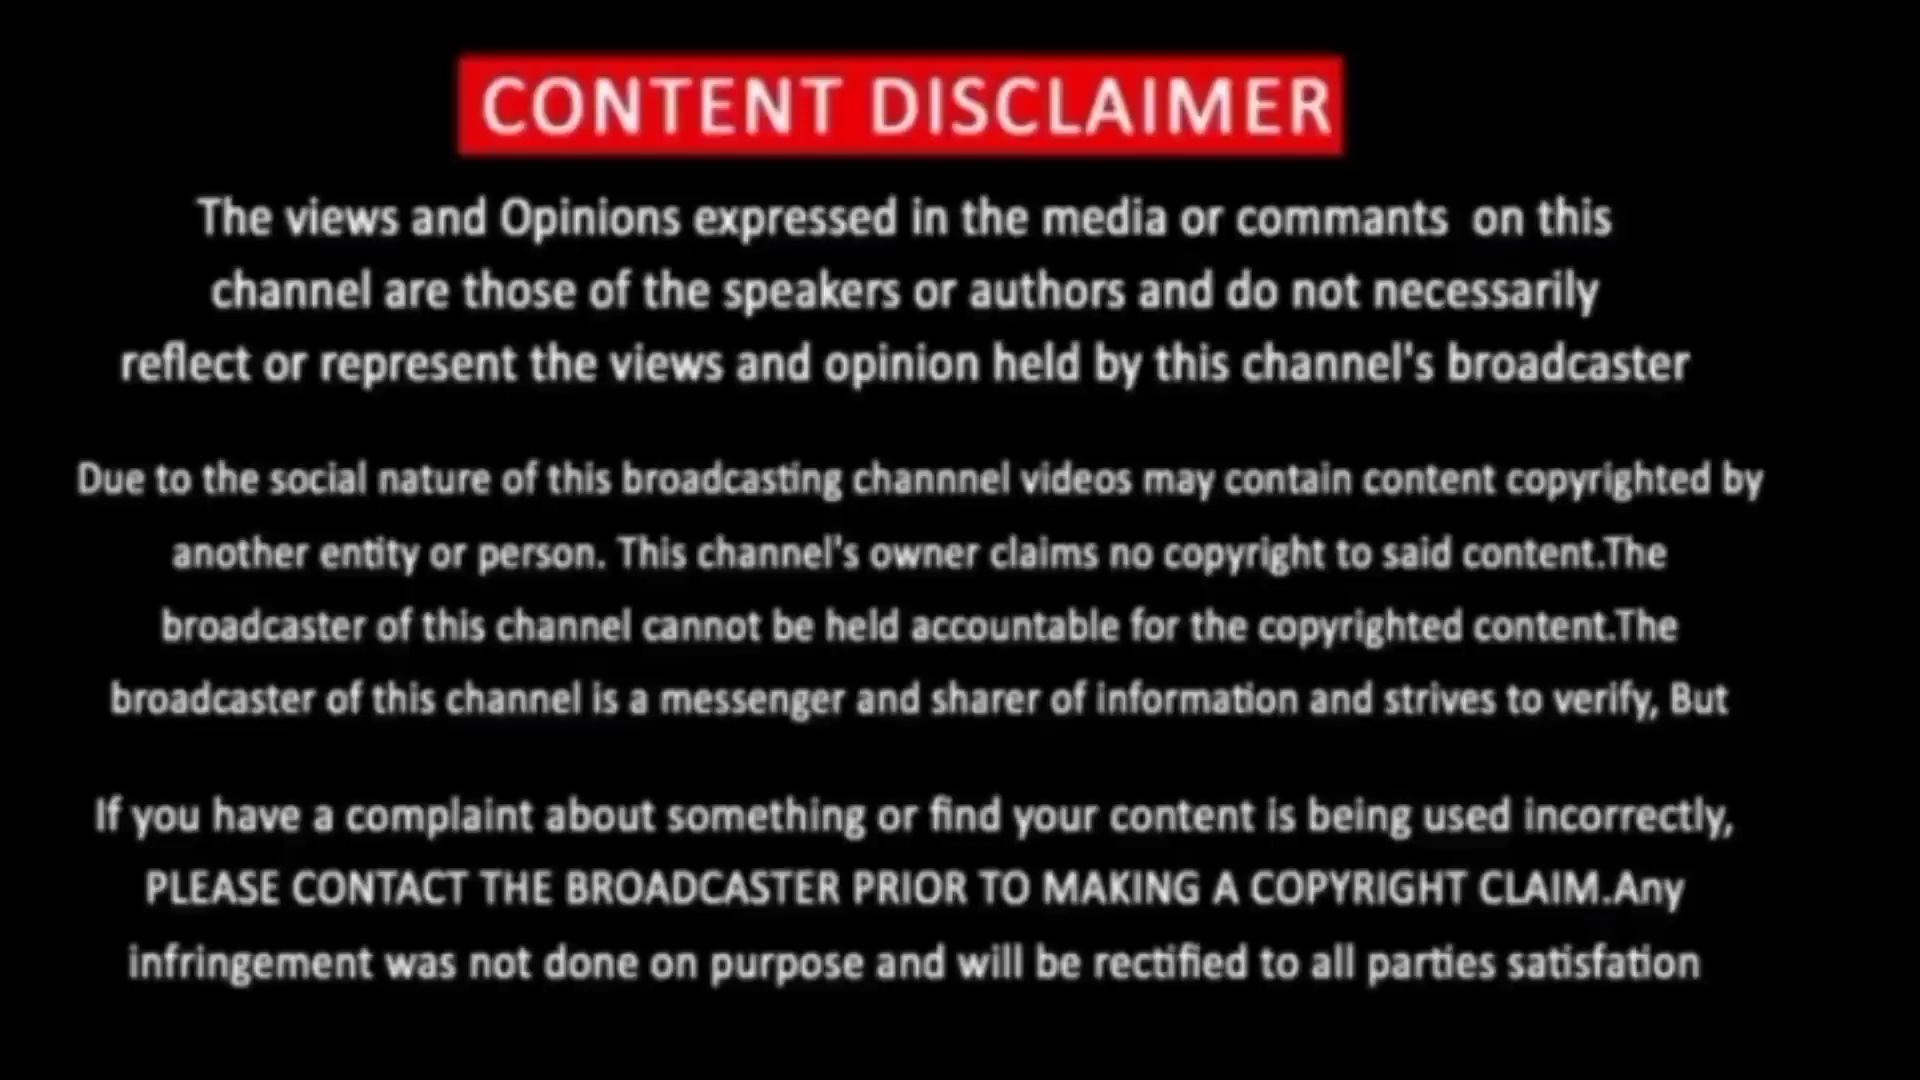 CONTENT DISCLAIMER
The views and Opinions expressed in the media or commants on this
channel are those of the speakers or authors and do not necessarily
reflect or represent the views and opinion held by this channel's broadcaster
Due to the social nature of this broadcasting channnel videos may contain content copyrighted by
another entity or person. This channel's owner claims no copyright to said content.The
broadcaster of this channel cannot be held accountable for the copyrighted content.The
broadcaster of this channel is a messenger and sharer of information and strives to verify, But
If you have a complaint about something or find your content is being used incorrectly,
PLEASE CONTACT THE BROADCASTER PRIOR TO MAKING A COPYRIGHT CLAIM.Any
infringement was not done on purpose and will be rectified to all parties satisfation